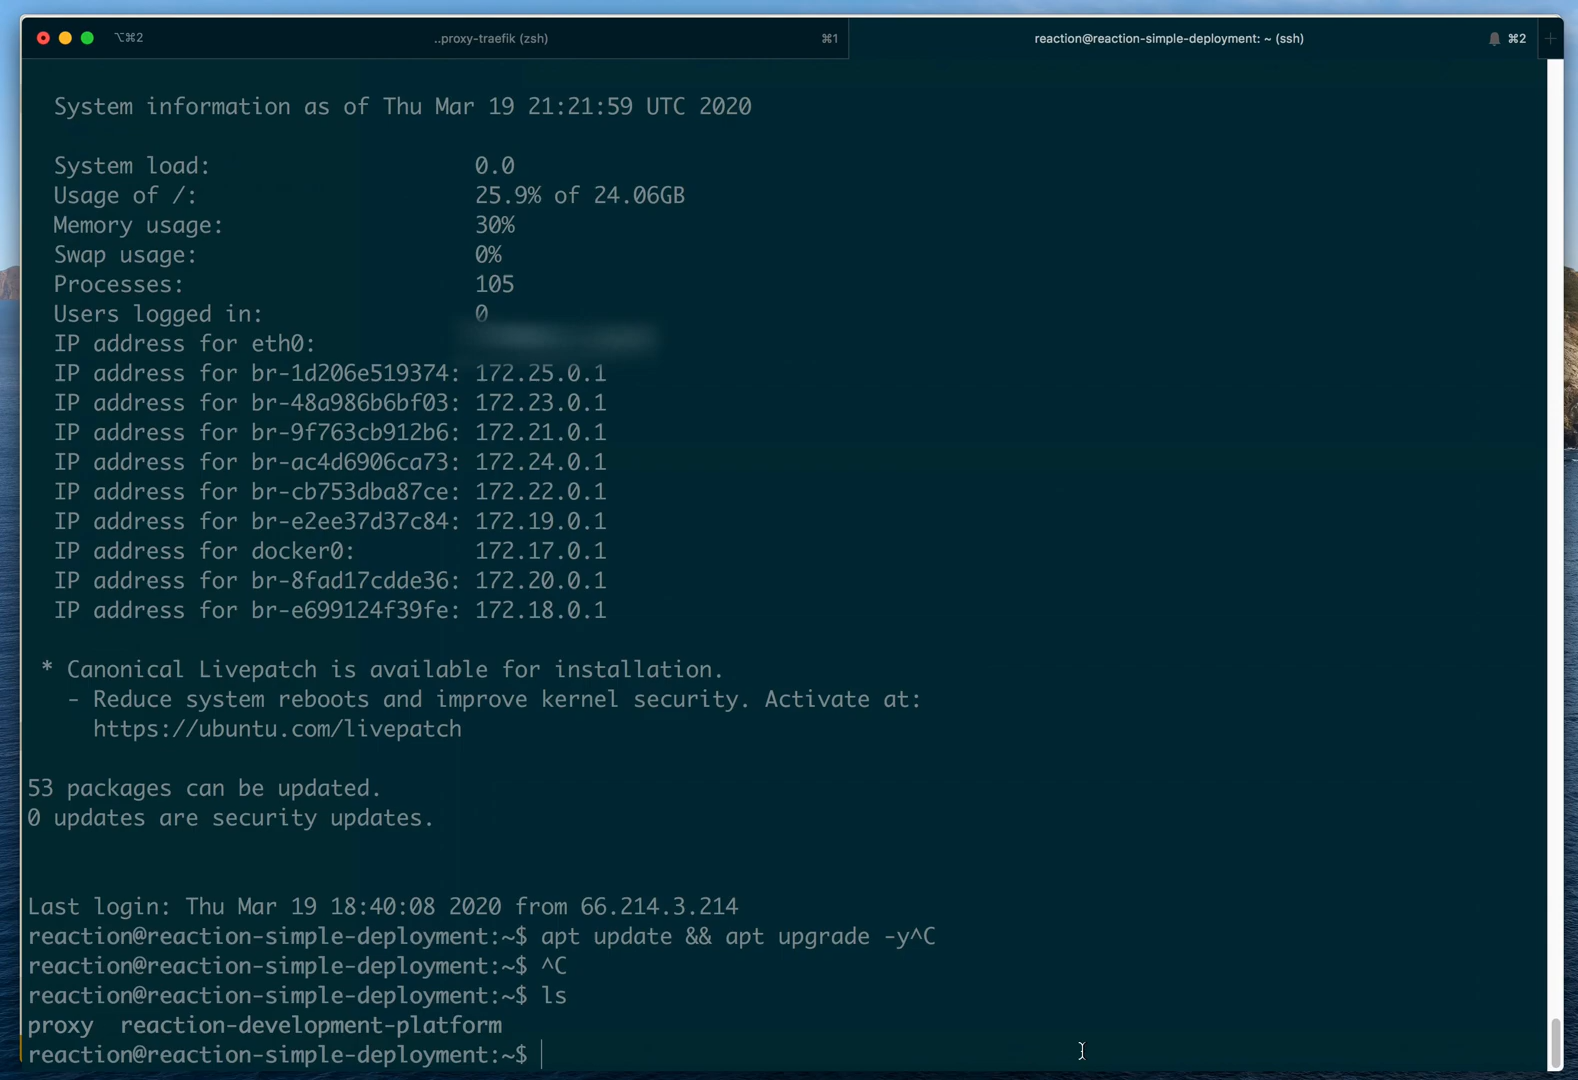 ⌥⌘2
..proxy-traefik (zsh)
⌘1
reaction@reaction-simple-deployment: ~ (ssh)
⌘2
System information as of Thu Mar 19 21:21:59 UTC 2020
System load: 0.0
Usage of /: 25.9% of 24.06GB
Memory usage: 30%
Swap usage: 0%
Processes: 105
Users logged in: 0
IP address for eth0:
IP address for br-1d206e519374: 172.25.0.1
IP address for br-48a986b6bf03: 172.23.0.1
IP address for br-9f763cb912b6: 172.21.0.1
IP address for br-ac4d6906ca73: 172.24.0.1
IP address for br-cb753dba87ce: 172.22.0.1
IP address for br-e2ee37d37c84: 172.19.0.1
IP address for docker0: 172.17.0.1
IP address for br-8fad17cdde36: 172.20.0.1
IP address for br-e699124f39fe: 172.18.0.1
* Canonical Livepatch is available for installation.
- Reduce system reboots and improve kernel security. Activate at:
https://ubuntu.com/livepatch
53 packages can be updated.
0 updates are security updates.
Last login: Thu Mar 19 18:40:08 2020 from 66.214.3.214
reaction@reaction-simple-deployment:~$ apt update && apt upgrade -y^C
reaction@reaction-simple-deployment:~$ ^C
reaction@reaction-simple-deployment:~$ ls
proxy reaction-development-platform
reaction@reaction-simple-deployment:~$